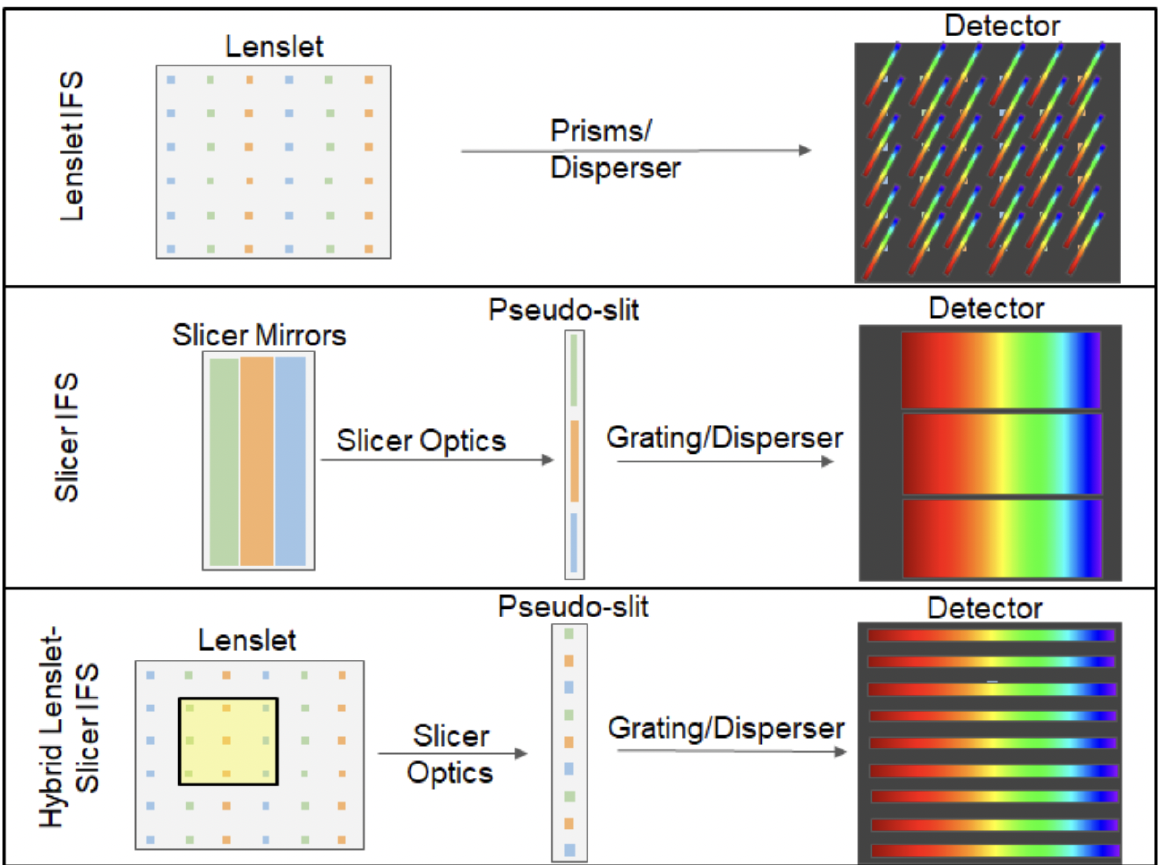 Lenslet IFS
Lenslet
Prisms/
Disperser
Detector
Slicer IFS
Slicer Mirrors
Slicer Optics
Pseudo-slit
Grating/Disperser
Detector
Hybrid Lenslet-
Slicer IFS
Lenslet
Slicer
Optics
Pseudo-slit
Grating/Disperser
Detector